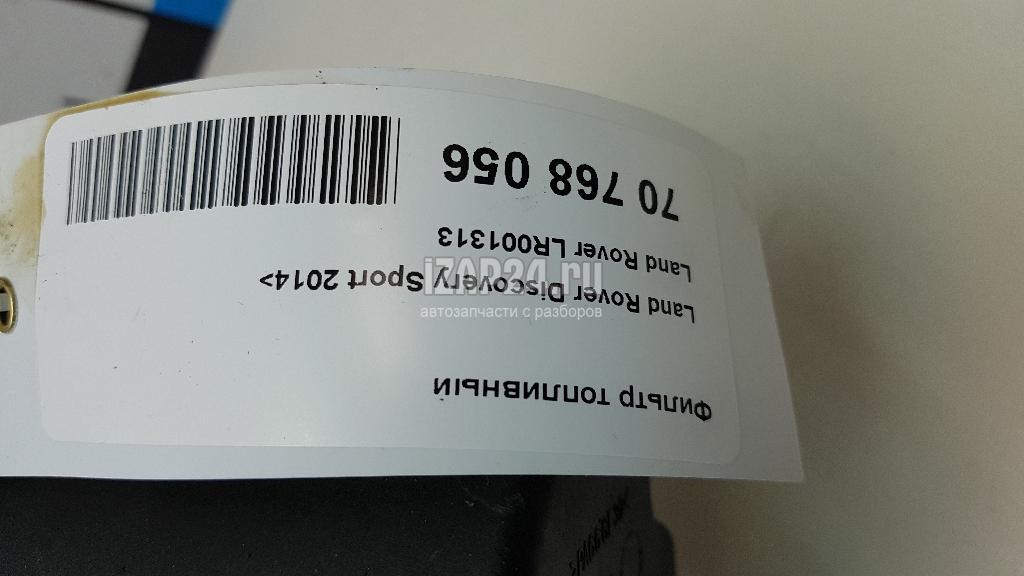 Фильтр топливный
Land Rover Discovery Sport 2014>
Land Rover LR001313
70 768 056
iZAP24.ru
автозапчасти с разборов